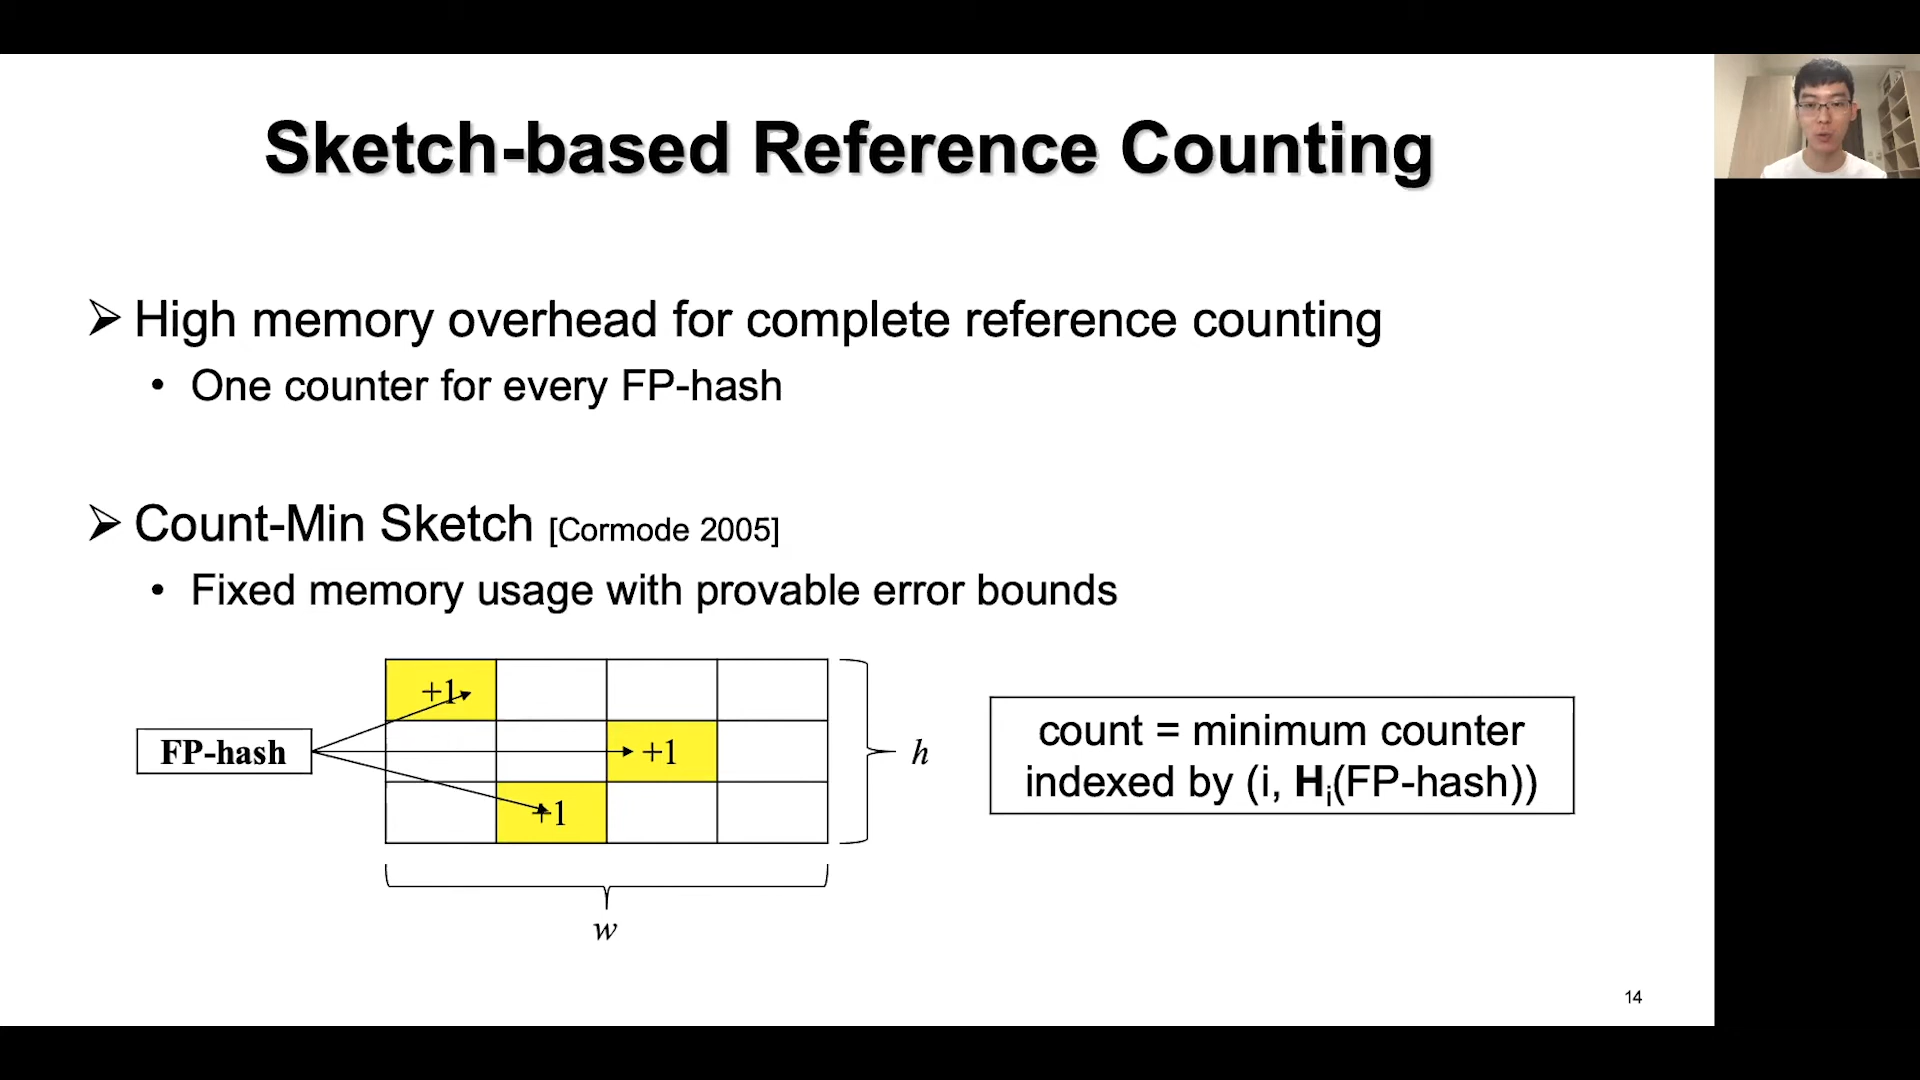 Sketch-based Reference Counting
➢ High memory overhead for complete reference counting
• One counter for every FP-hash
➢ Count-Min Sketch [Cormode 2005]
• Fixed memory usage with provable error bounds
+1
FP-hash
+1
+1
h
w
count = minimum counter
indexed by (i, Hi(FP-hash))
14